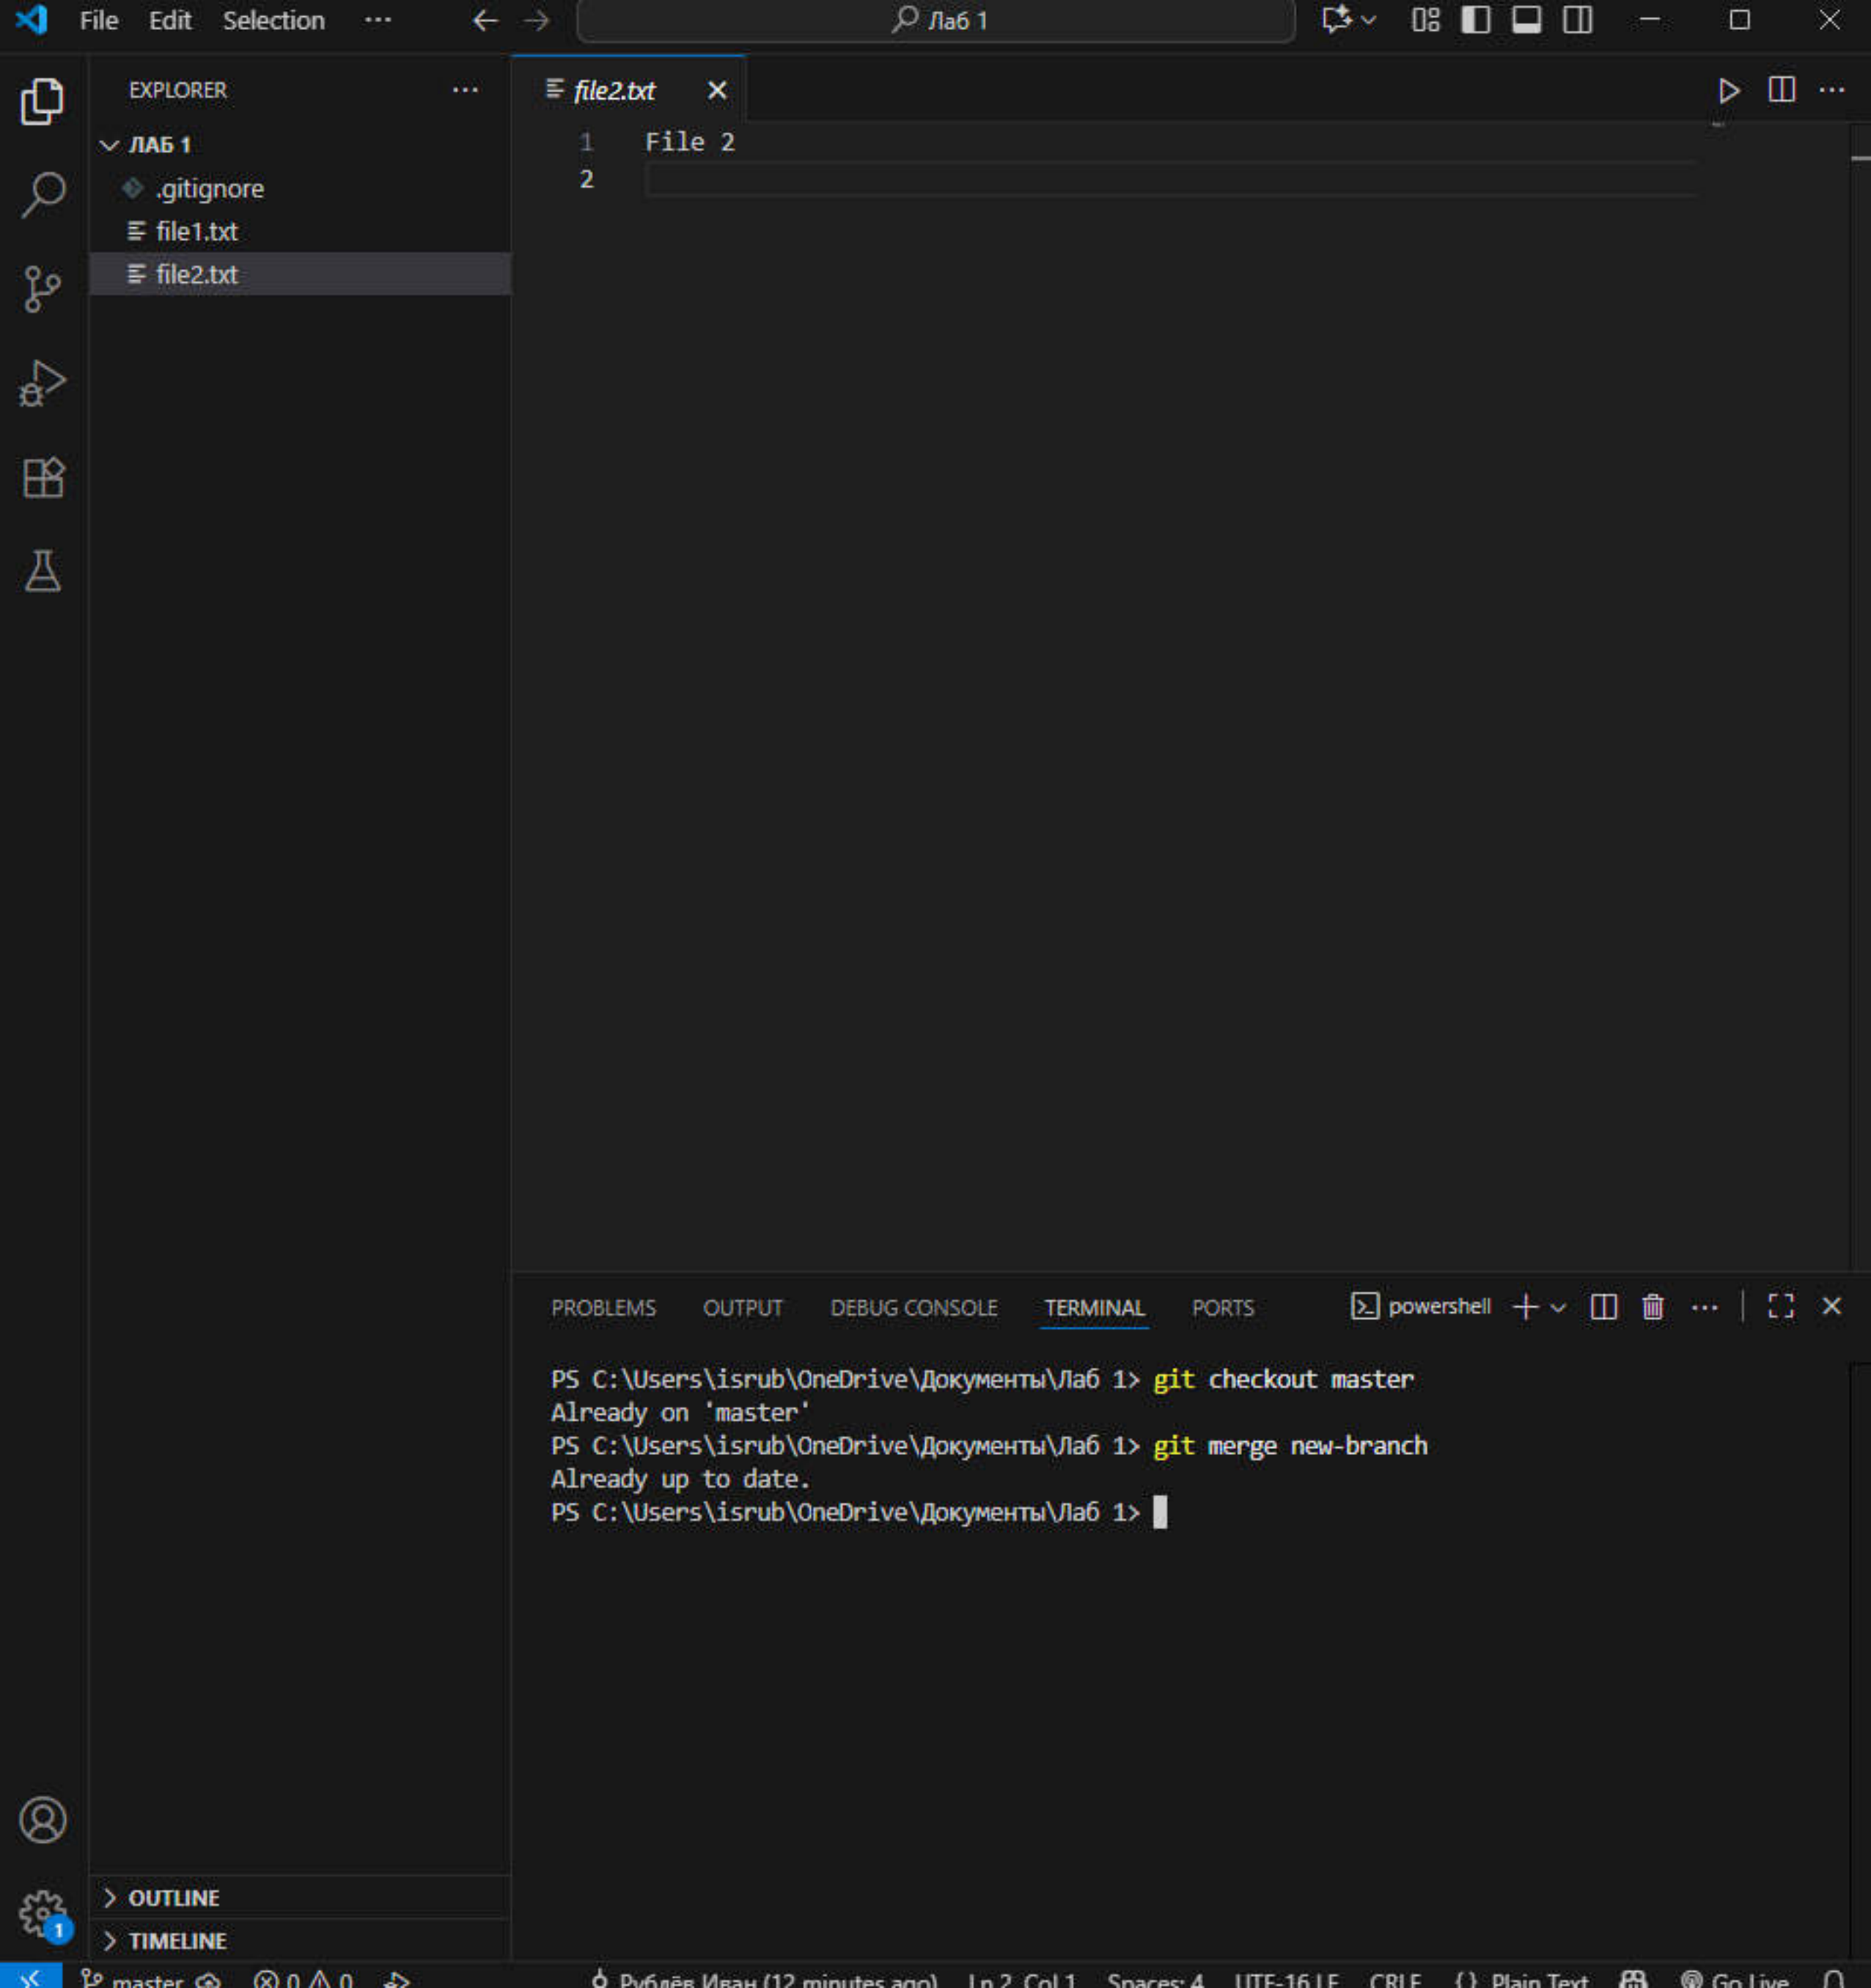 File Edit Selection ··· Лаб 1
EXPLORER ···
ЛАБ 1
.gitignore
file1.txt
file2.txt
OUTLINE
TIMELINE
file2.txt
1 File 2
2
PROBLEMS OUTPUT DEBUG CONSOLE TERMINAL PORTS powershell
PS C:\Users\isrub\OneDrive\Документы\Лаб 1> git checkout master
Already on 'master'
PS C:\Users\isrub\OneDrive\Документы\Лаб 1> git merge new-branch
Already up to date.
PS C:\Users\isrub\OneDrive\Документы\Лаб 1>
1
master 0 0 Рублёв Иван (12 minutes ago) Ln 2, Col 1 Spaces: 4 UTF-16 LE CRLF {} Plain Text Go Live